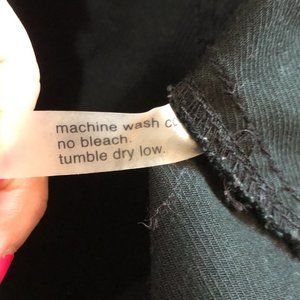 machine wash
no bleach.
tumble dry low.